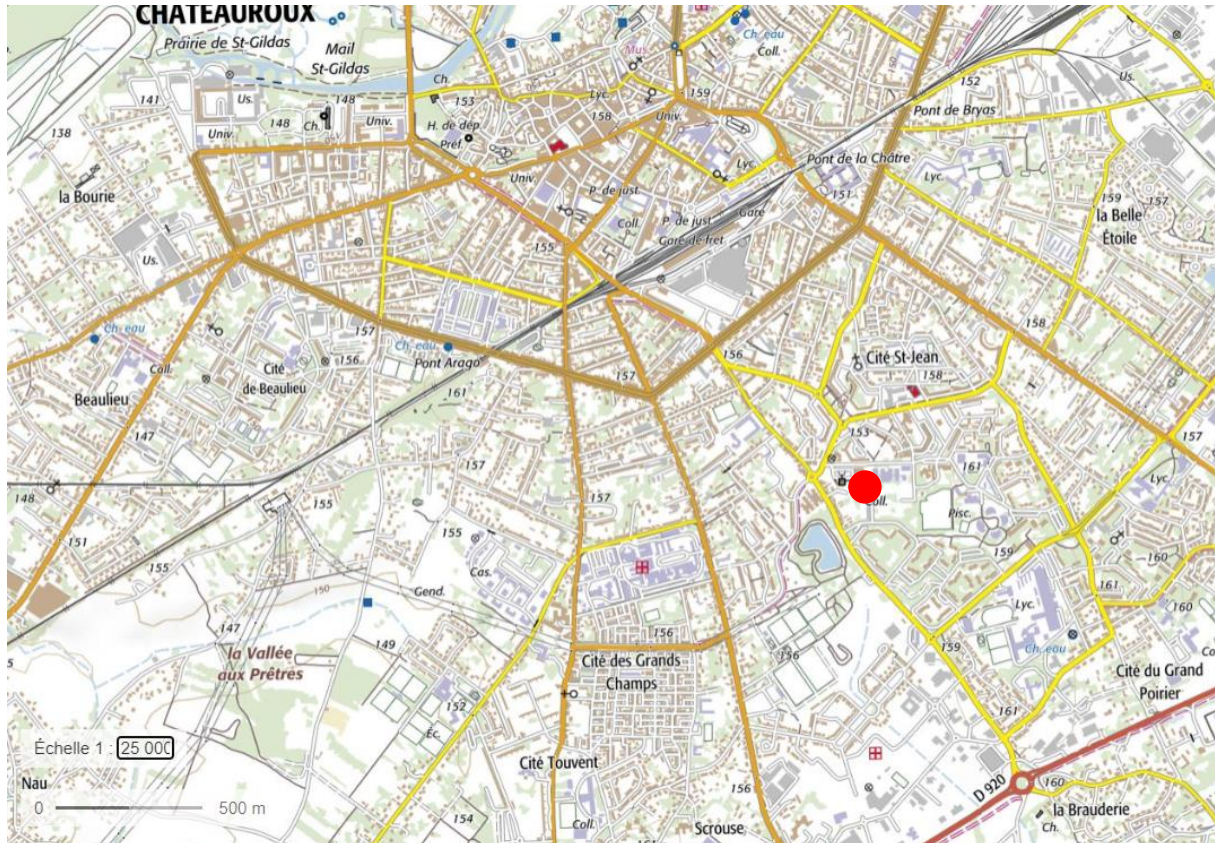 CHÂTEAUROUX
Prairie de St-Gildas
Mail
St-Gildas
Ch. eau
Coll.
Mus.
152
Us.
141
Us.
148
Ch.
153
Lyc.
159
Pont de Bryas
138
Univ.
148
Ch.
Univ.
H. de dép.
Préf.
158
Univ.
Lyc.
Pont de la Châtre
151
Lyc.
la Bourie
Univ.
P. de just.
Coll.
P. de just.
Gare
Gare de fret
159
157
la Belle
Étoile
Us.
155
Ch. eau
157
Ch. eau
Pont Arago
158
Coll.
Cité
de Beaulieu
156
157
156
Cité St-Jean
158
Beaulieu
161
147
153
157
148
157
161
Lyc.
155
157
Coll.
Pisc.
151
155
155
159
160
Cas.
Gend.
161
150
Lyc.
160
147
149
156
159
Ch. eau
la Vallée
aux Prêtres
Cité des Grands
Champs
156
Cité du Grand
Poirier
152
161
Éc.
Échelle 1 : 25 000
Cité Touvent
Nau
0
500 m
156
D 920
160
la Brauderie
154
Coll.
Scrouse
Ch.